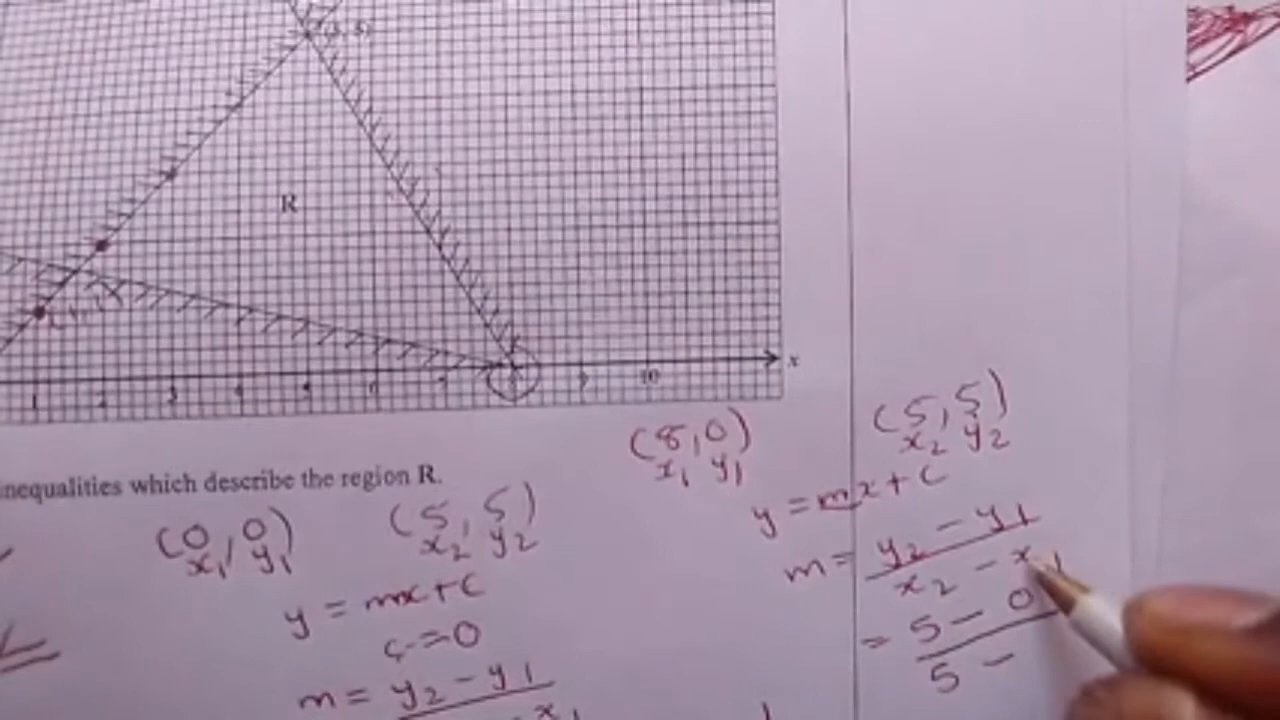 R
x
1 2 3 4 5 6 7 9 10
inequalities which describe the region R.
(0, 0)
x₁, y₁
(5, 5)
x₂ y₂
y = mx + c
c = 0
m = y₂ - y₁
(8, 0)
x₁ y₁
(5, 5)
x₂ y₂
y = mx + c
m = y₂ - y₁
x₂ - x₁
= 5 - 0
5 -